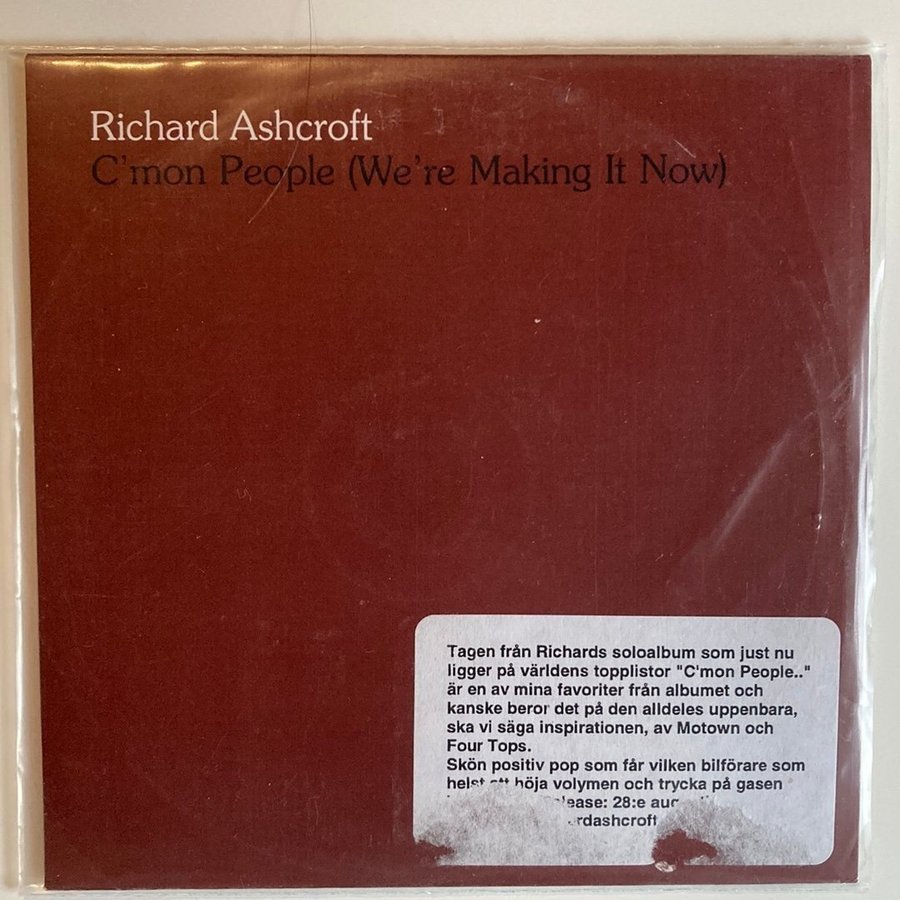 Richard Ashcroft
C'mon People (We're Making It Now)
Tagen från Richards soloalbum som just nu
ligger på världens topplistor "C'mon People.."
är en av mina favoriter från albumet och
kanske beror det på den alldeles uppenbara,
ska vi säga inspirationen, av Motown och
Four Tops.
Skön positiv pop som får vilken bilförare som
helst att höja volymen och trycka på gasen
28:e